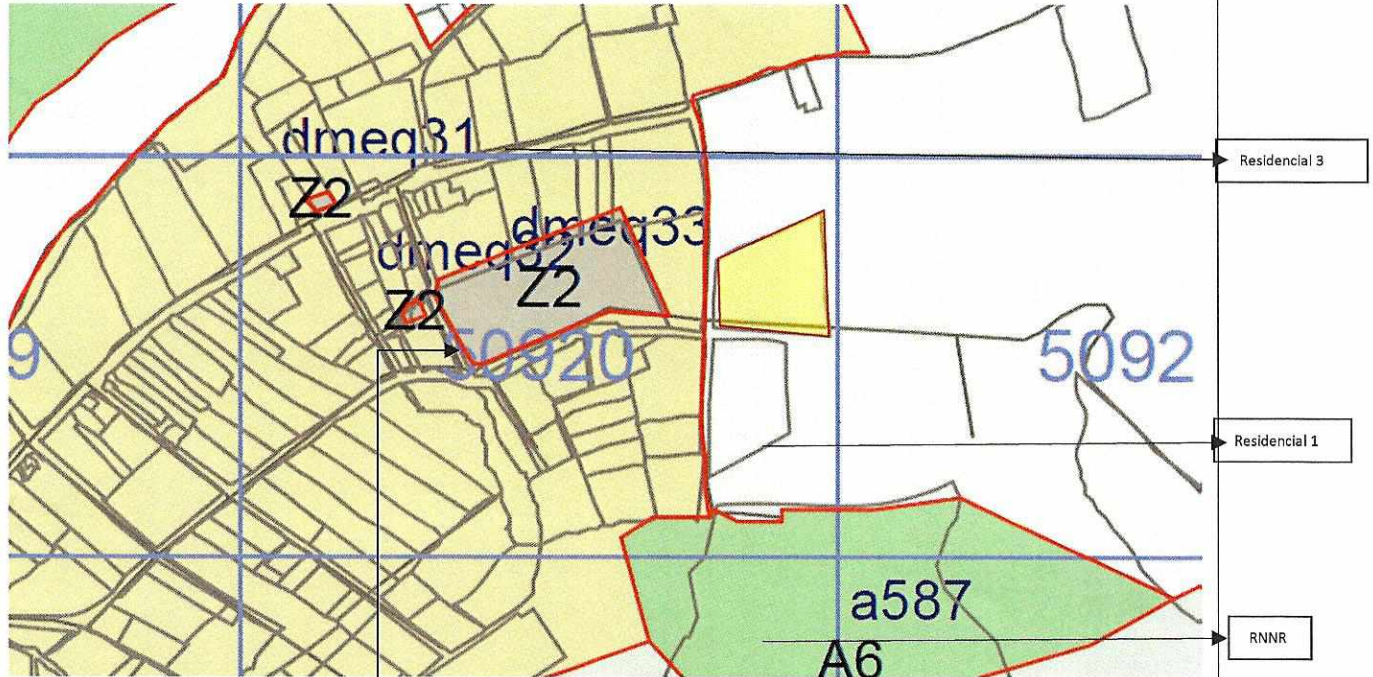 dmeq31
Residencial 3
Z2
dmeq33
dmeq32
Z2
Z2
9
50920
5092
Residencial 1
a587
RNNR
A6